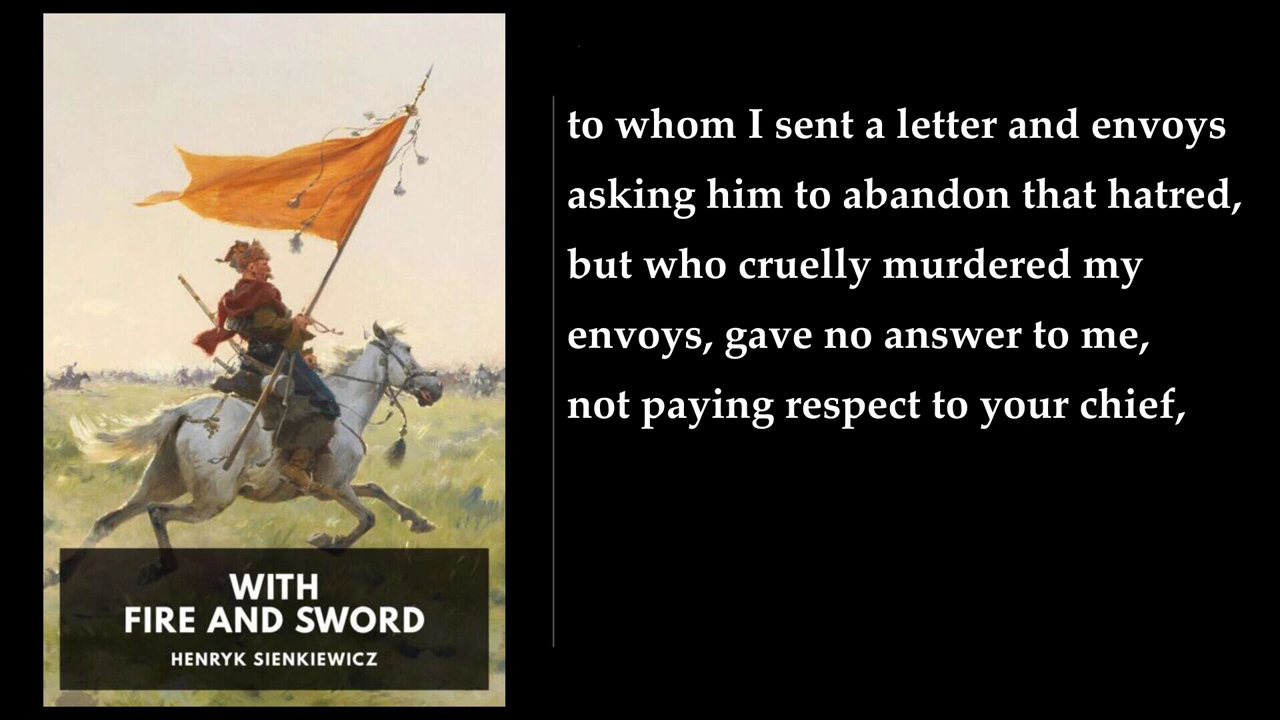 to whom I sent a letter and envoys
asking him to abandon that hatred,
but who cruelly murdered my
envoys, gave no answer to me,
not paying respect to your chief,
WITH
FIRE AND SWORD
HENRYK SIENKIEWICZ